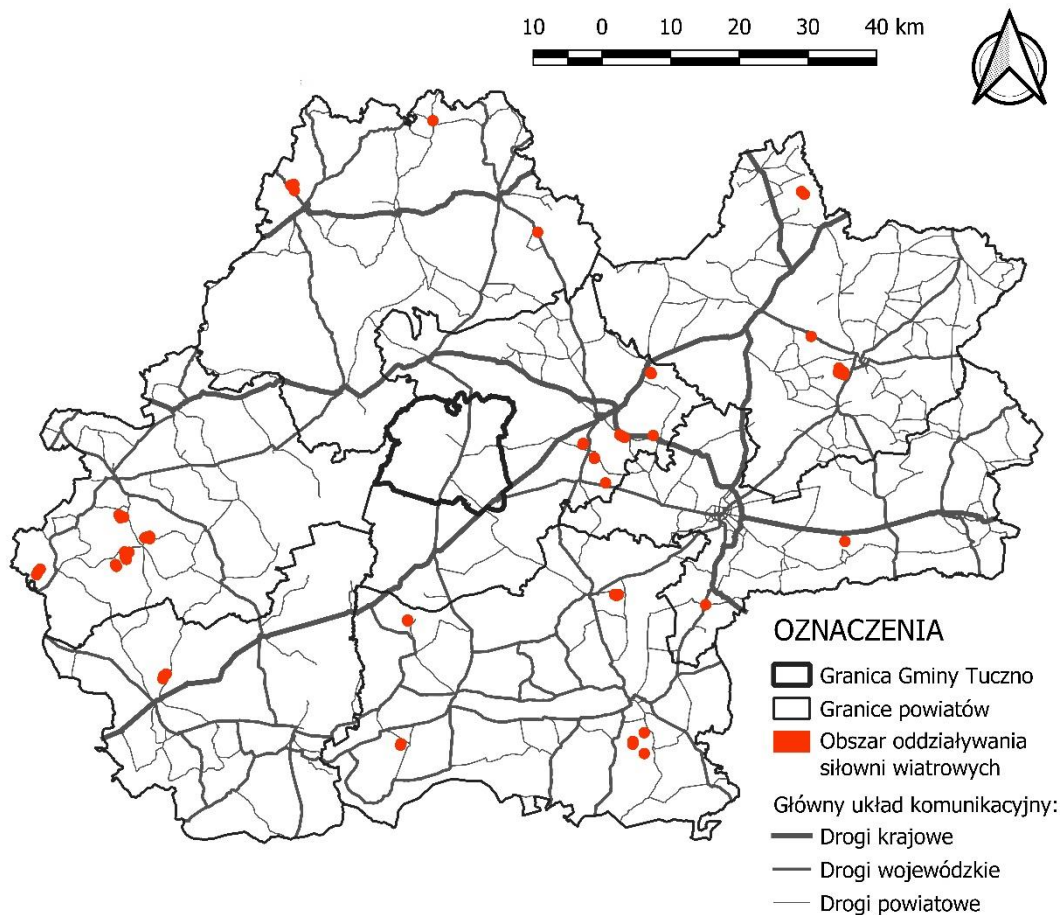 10 0 10 20 30 40 km
OZNACZENIA
Granica Gminy Tuczno
Granice powiatów
Obszar oddziaływania
siłowni wiatrowych
Główny układ komunikacyjny:
Drogi krajowe
Drogi wojewódzkie
Drogi powiatowe